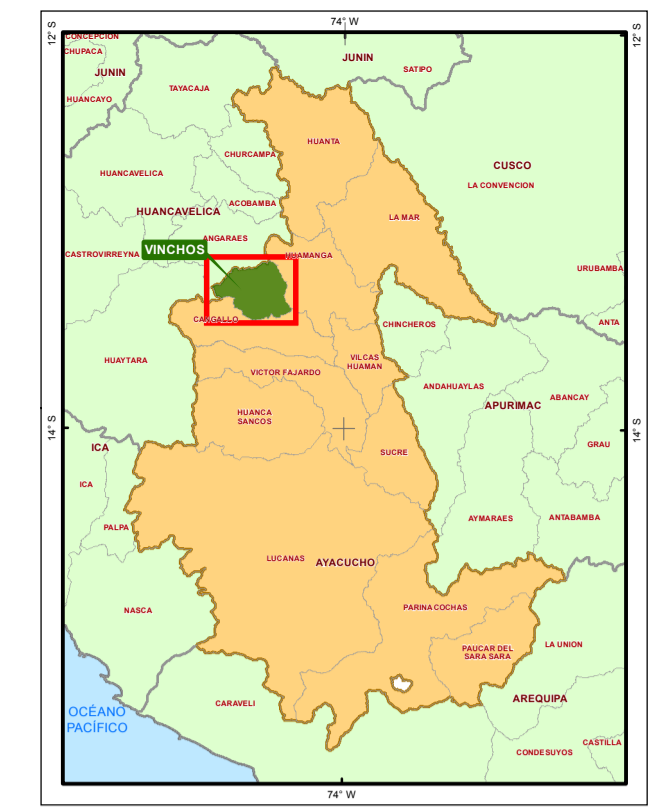 74° W
12° S
12° S
CONCEPCION
CHUPACA
JUNIN
JUNIN
SATIPO
TAYACAJA
HUANCAYO
HUANTA
CHURCAMPA
CUSCO
HUANCAVELICA
LA CONVENCION
ACOBAMBA
HUANCAVELICA
LA MAR
ANGARAES
VINCHOS
CASTROVIRREYNA
HUAMANGA
URUBAMBA
CANGALLO
CHINCHEROS
ANTA
HUAYTARA
VILCAS
HUAMAN
VICTOR FAJARDO
ANDAHUAYLAS
ABANCAY
APURIMAC
HUANCA
SANCOS
14° S
14° S
ICA
GRAU
SUCRE
ICA
PALPA
AYMARAES
ANTABAMBA
LUCANAS
AYACUCHO
NASCA
PARINACOCHAS
PAUCAR DEL
SARA SARA
LA UNION
CARAVELI
AREQUIPA
OCÉANO
PACÍFICO
CASTILLA
CONDESUYOS
74° W